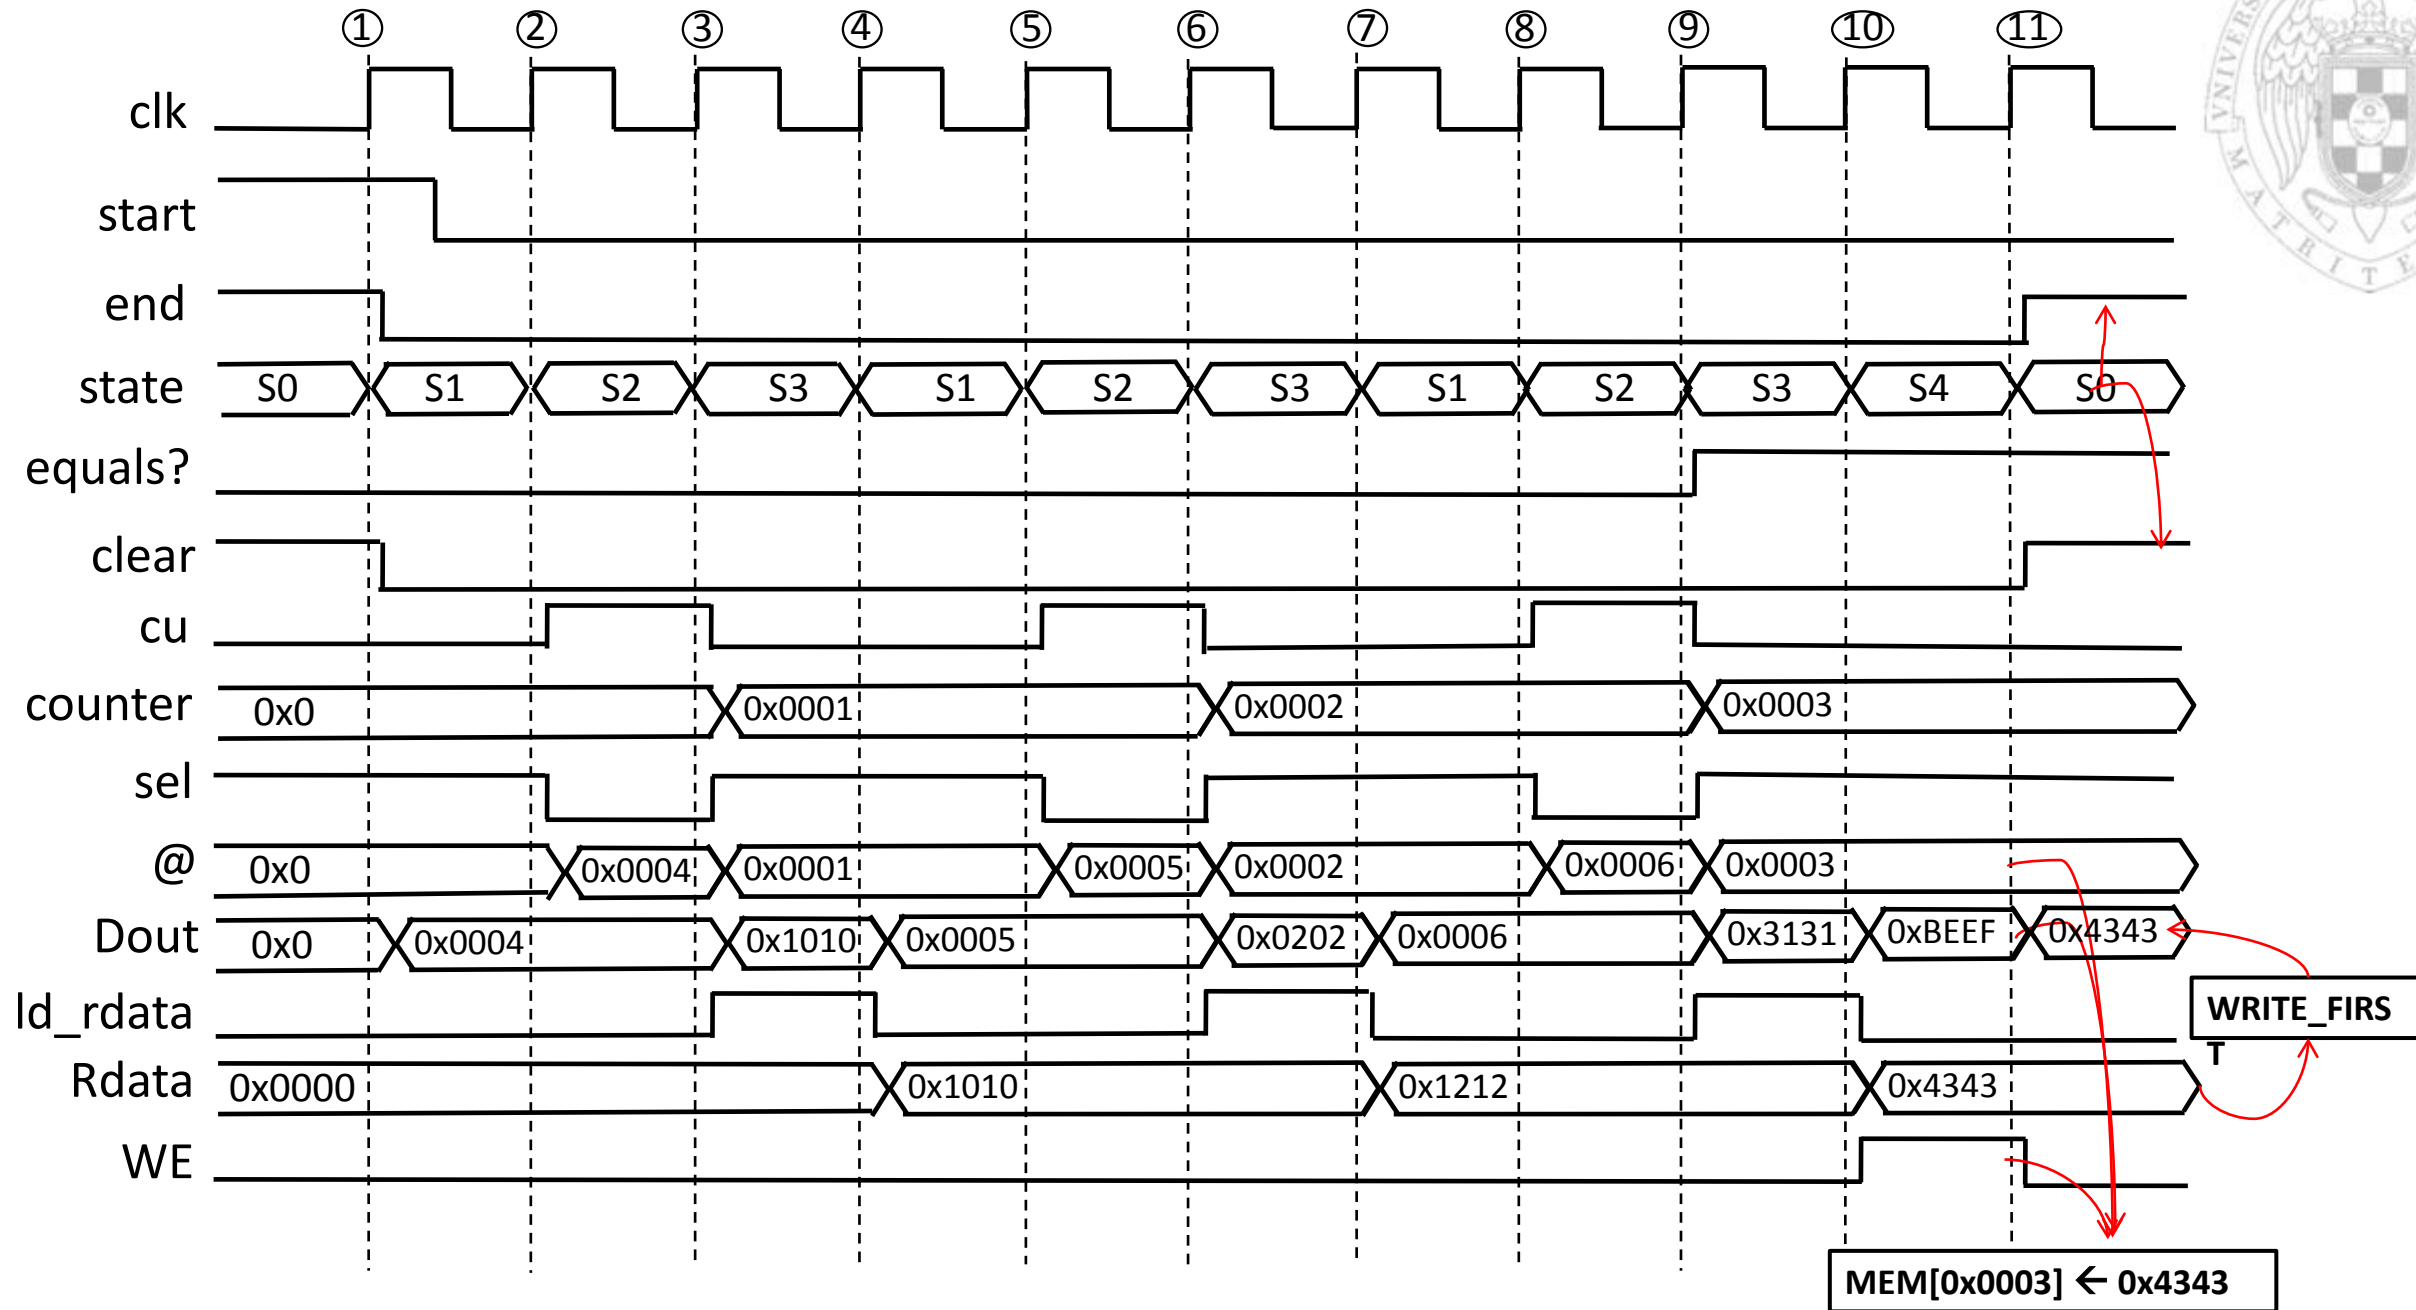 ① ② ③ ④ ⑤ ⑥ ⑦ ⑧ ⑨ ⑩ ⑪
clk
start
end
state S0 S1 S2 S3 S1 S2 S3 S1 S2 S3 S4 S0
equals?
clear
cu
counter 0x0 0x0001 0x0002 0x0003
sel
@ 0x0 0x0004 0x0001 0x0005 0x0002 0x0006 0x0003
Dout 0x0 0x0004 0x1010 0x0005 0x0202 0x0006 0x3131 0xBEEF 0x4343
ld_rdata
WRITE_FIRS
T
Rdata 0x0000 0x1010 0x1212 0x4343
WE
MEM[0x0003] ← 0x4343